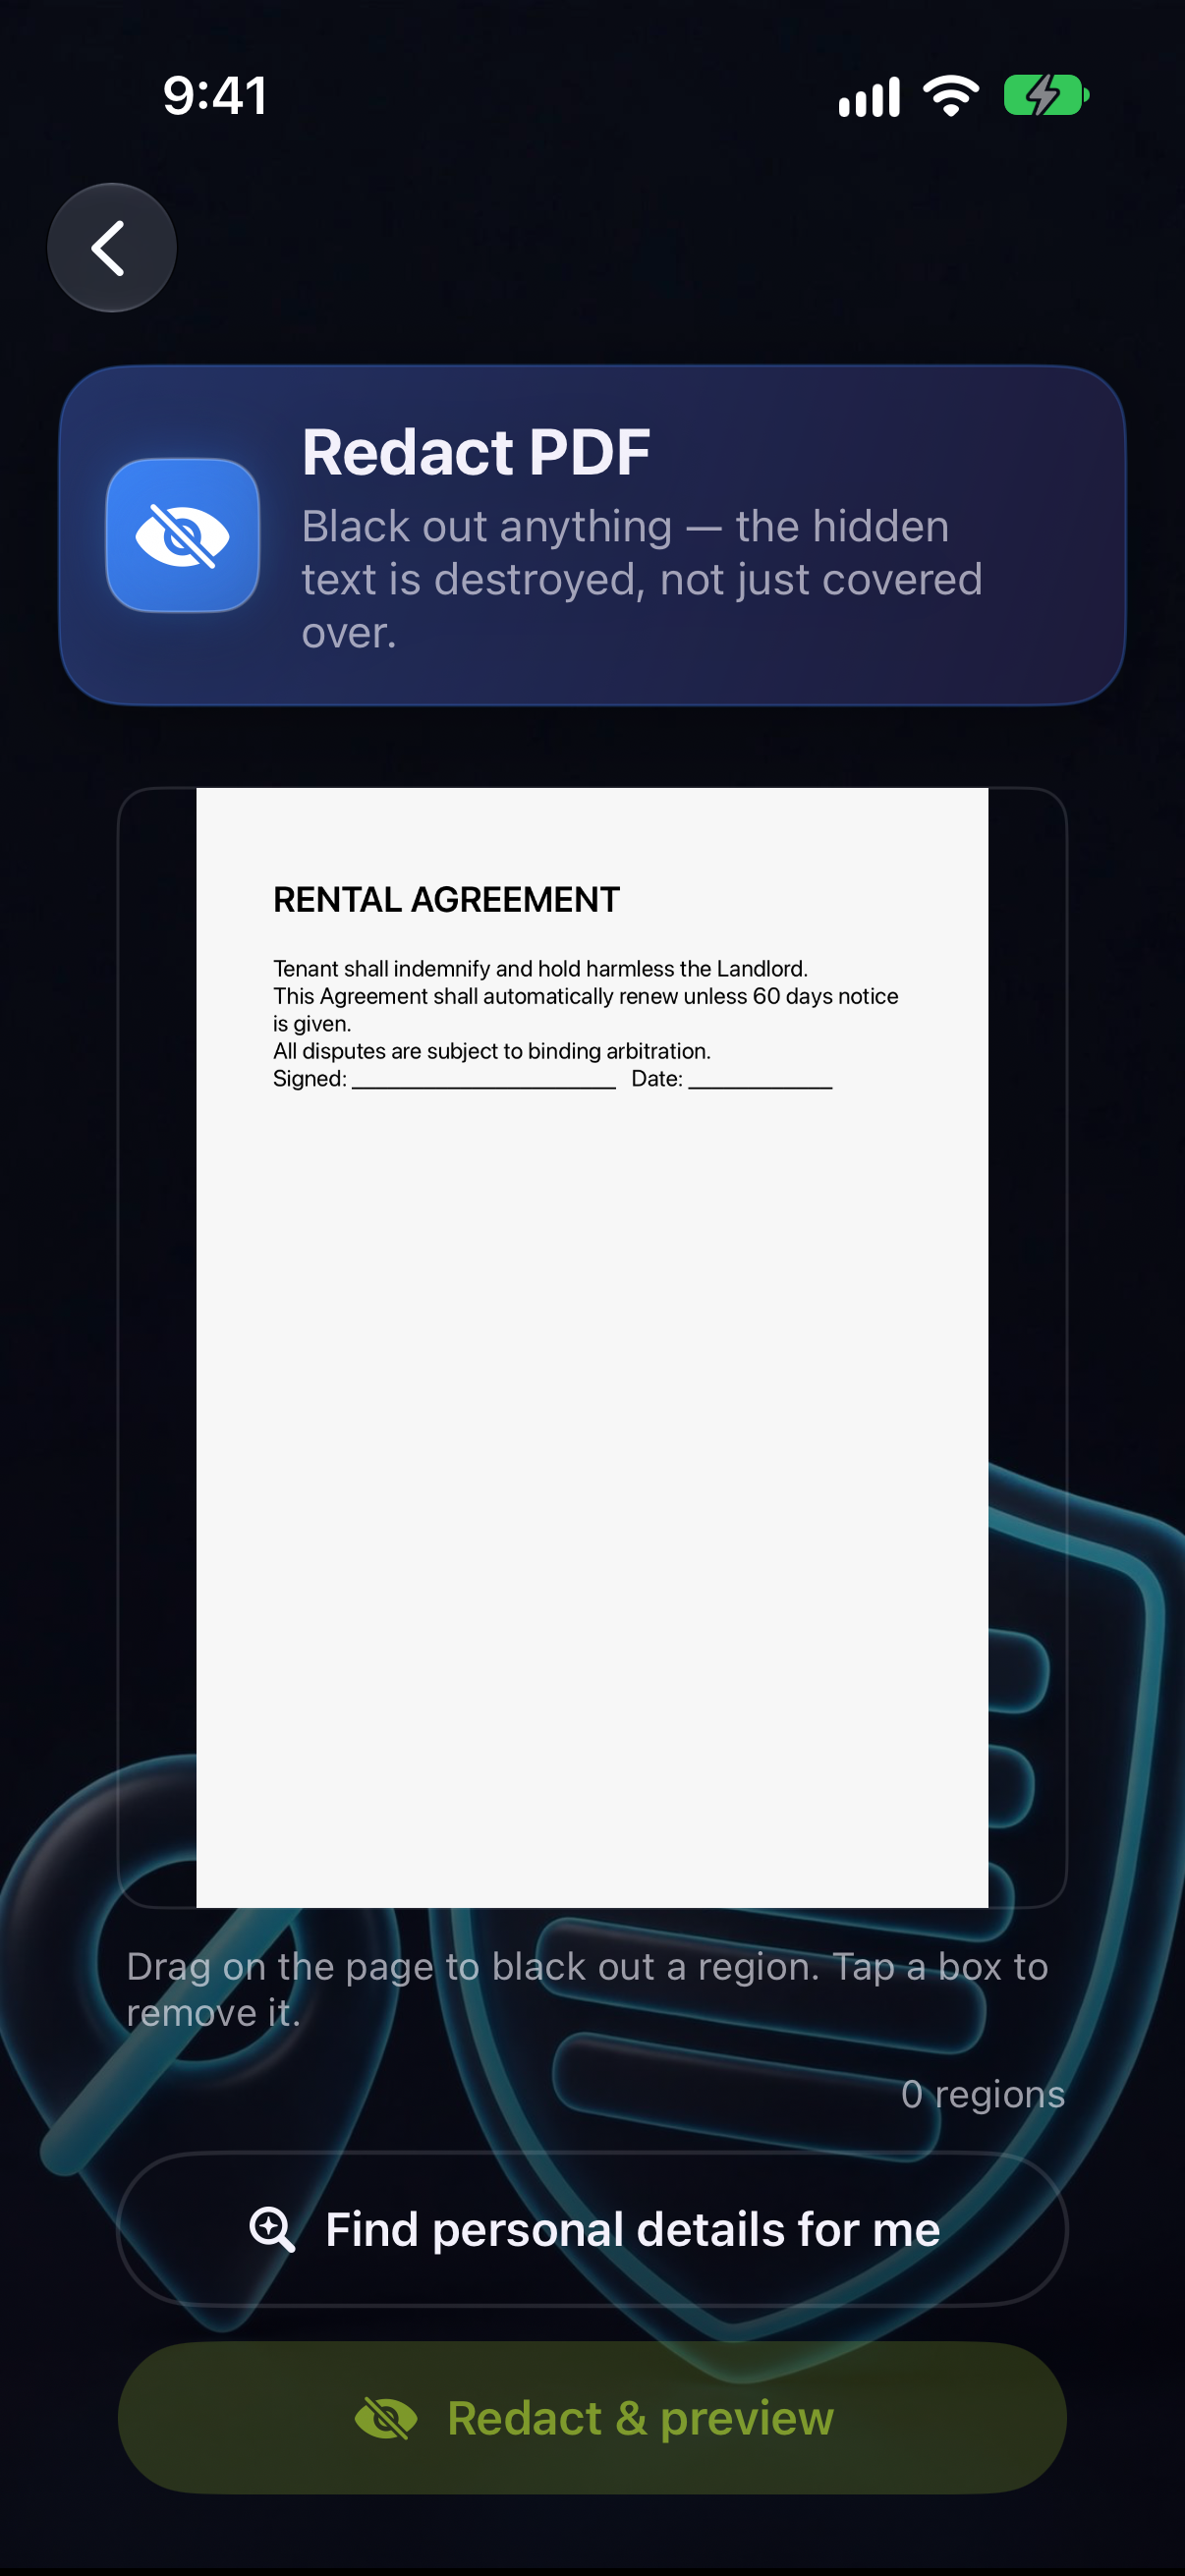 9:41
Redact PDF
Black out anything — the hidden
text is destroyed, not just covered
over.
RENTAL AGREEMENT
Tenant shall indemnify and hold harmless the Landlord.
This Agreement shall automatically renew unless 60 days notice
is given.
All disputes are subject to binding arbitration.
Signed: ______________________ Date: ____________
Drag on the page to black out a region. Tap a box to
remove it.
0 regions
Find personal details for me
Redact & preview